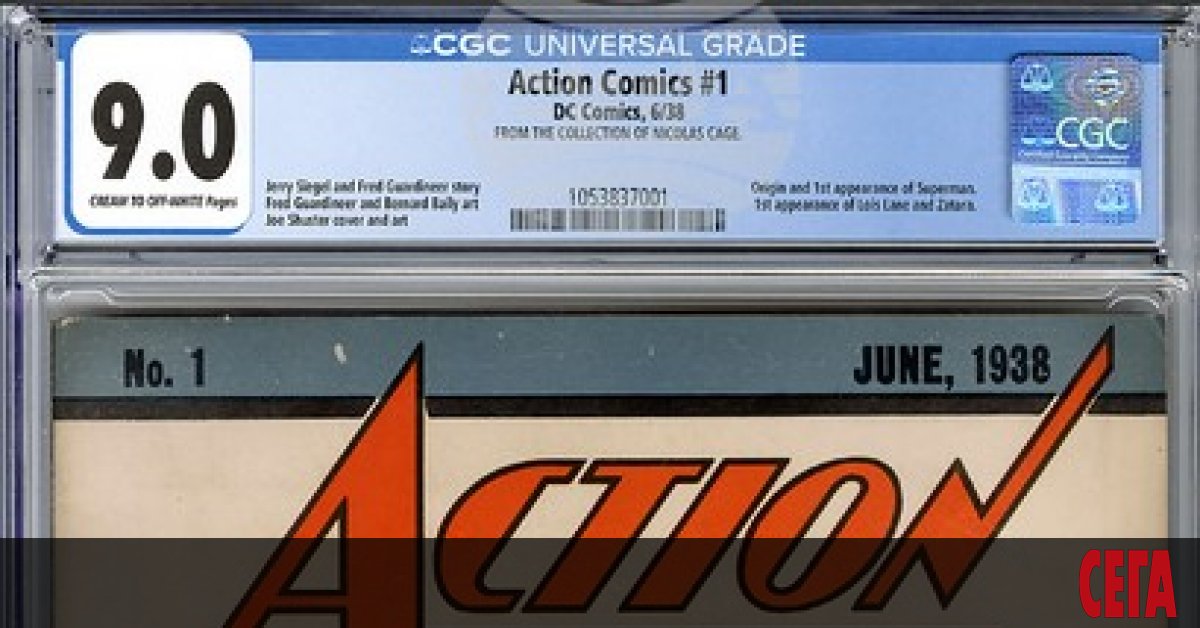 CGC UNIVERSAL GRADE
9.0
CREAM TO OFF-WHITE Pages
Action Comics #1
DC Comics, 6/38
FROM THE COLLECTION OF NICOLAS CAGE.
Jerry Siegel and Fred Guardineer story
Fred Guardineer and Bernard Baily art
Joe Shuster cover and art
1053837001
Origin and 1st appearance of Superman.
1st appearance of Lois Lane and Zatara.
CGC
No. 1
JUNE, 1938
ACTION
СЕГА